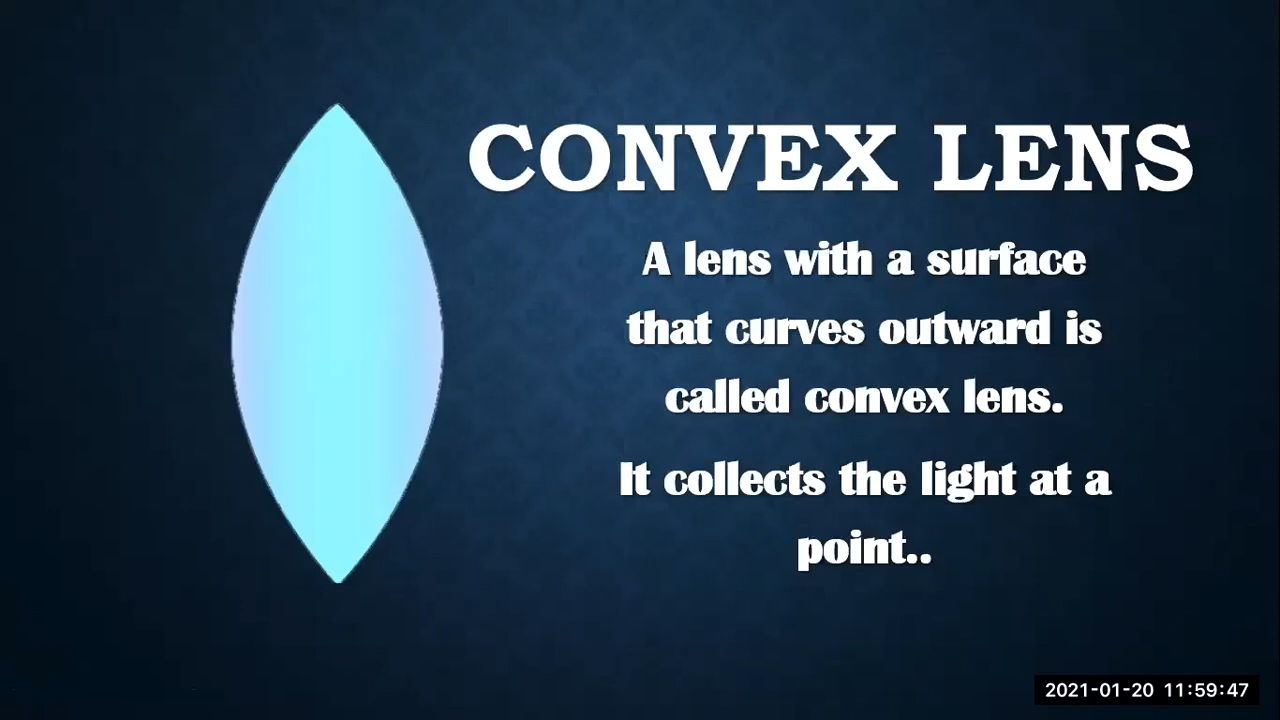 CONVEX LENS
A lens with a surface
that curves outward is
called convex lens.
It collects the light at a
point..
2021-01-20 11:59:47